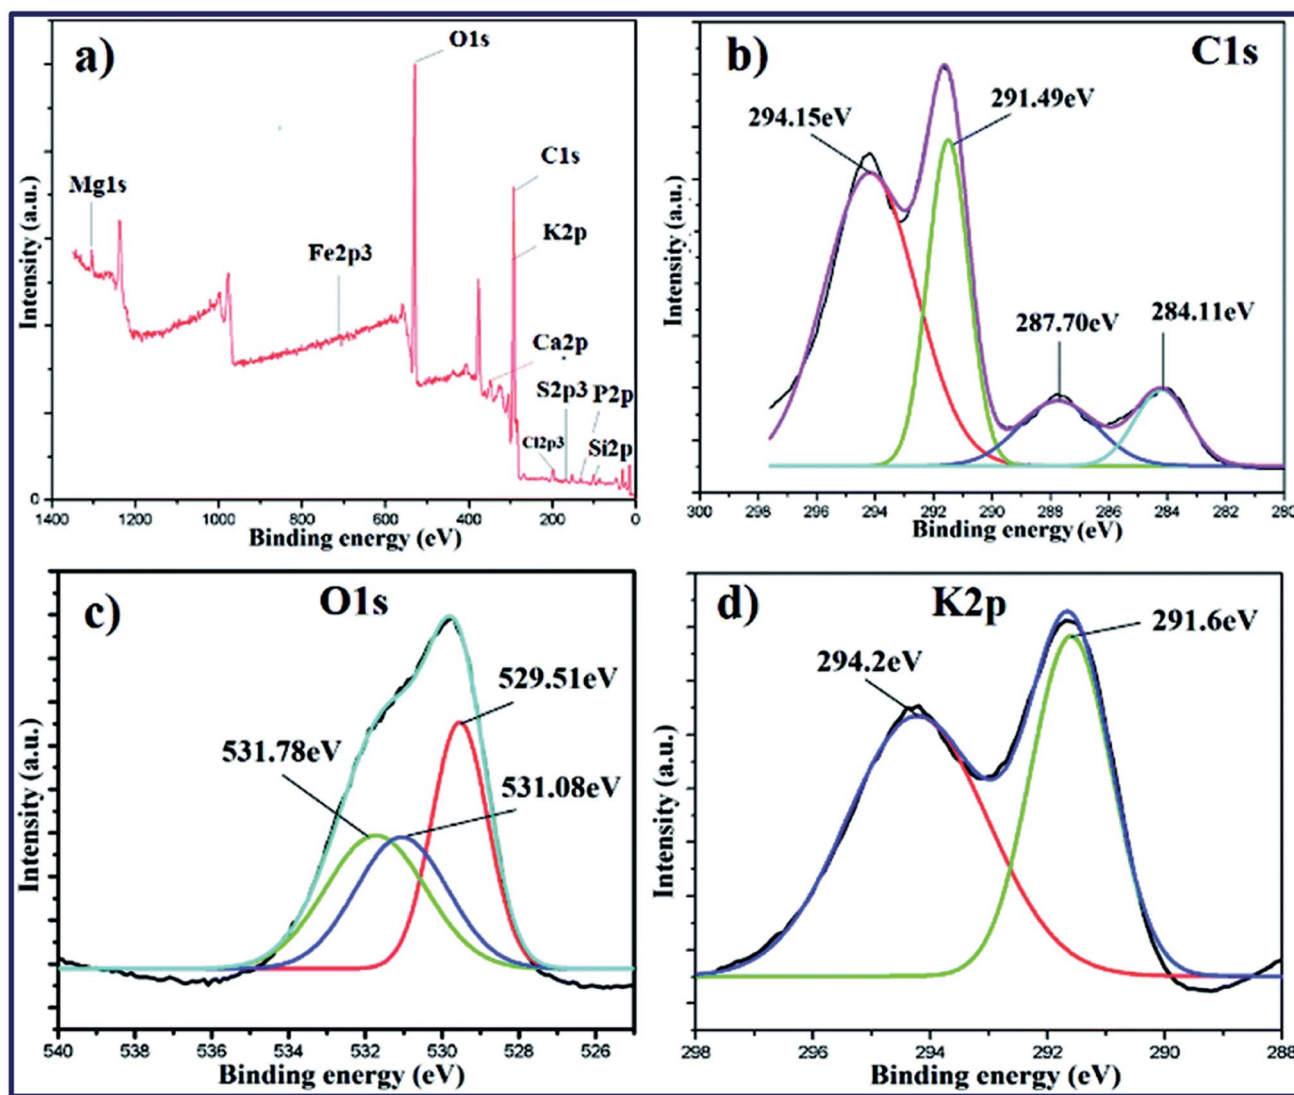 a)
O1s
C1s
Mg1s
K2p
Fe2p3
Ca2p
S2p3
P2p
Cl2p3
Si2p
Intensity (a.u.)
0
1400 1200 1000 800 600 400 200 0
Binding energy (eV)
b)
C1s
291.49eV
294.15eV
287.70eV
284.11eV
Intensity (a.u.)
300 298 296 294 292 290 288 286 284 282 280
Binding energy (eV)
c)
O1s
529.51eV
531.78eV
531.08eV
Intensity (a.u.)
540 538 536 534 532 530 528 526
Binding energy (eV)
d)
K2p
291.6eV
294.2eV
Intensity (a.u.)
298 296 294 292 290 288
Binding energy (eV)